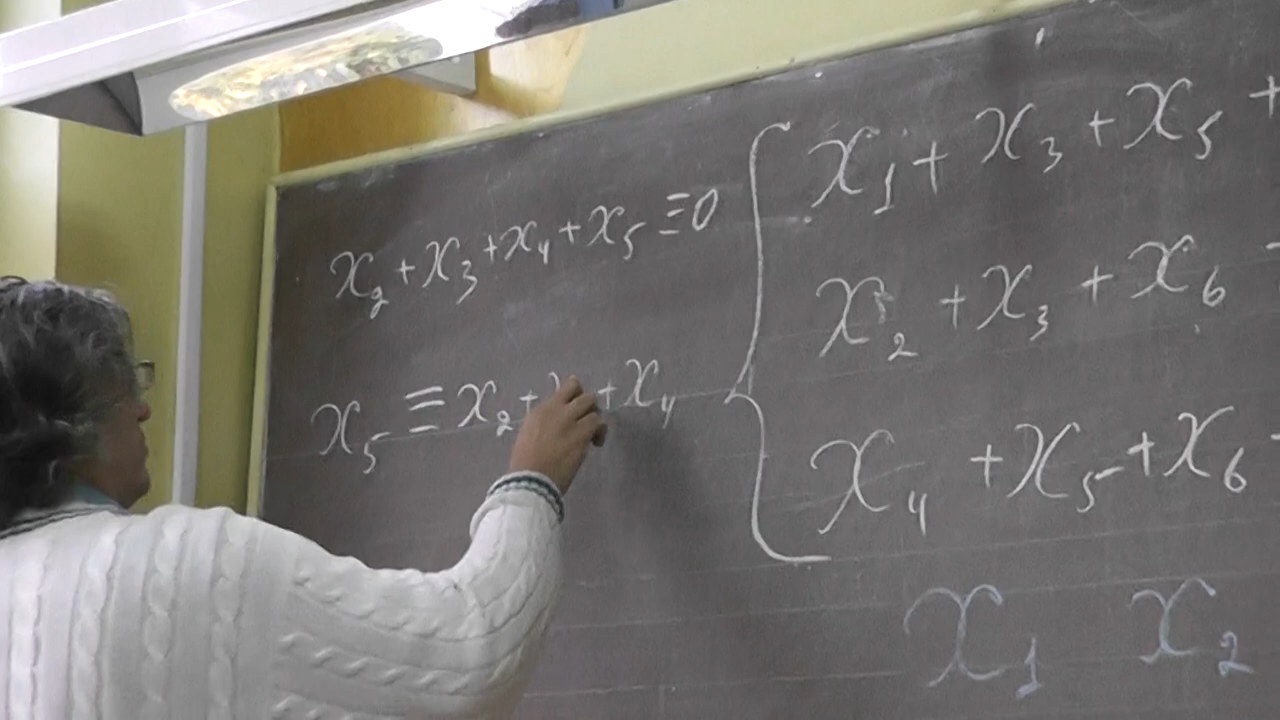 x₂+x₃+x₄+x₅≡0
x₅≡x₂+ +x₄
x₁+x₃+x₅+
x₂+x₃+x₆
x₄+x₅+x₆
x₁ x₂